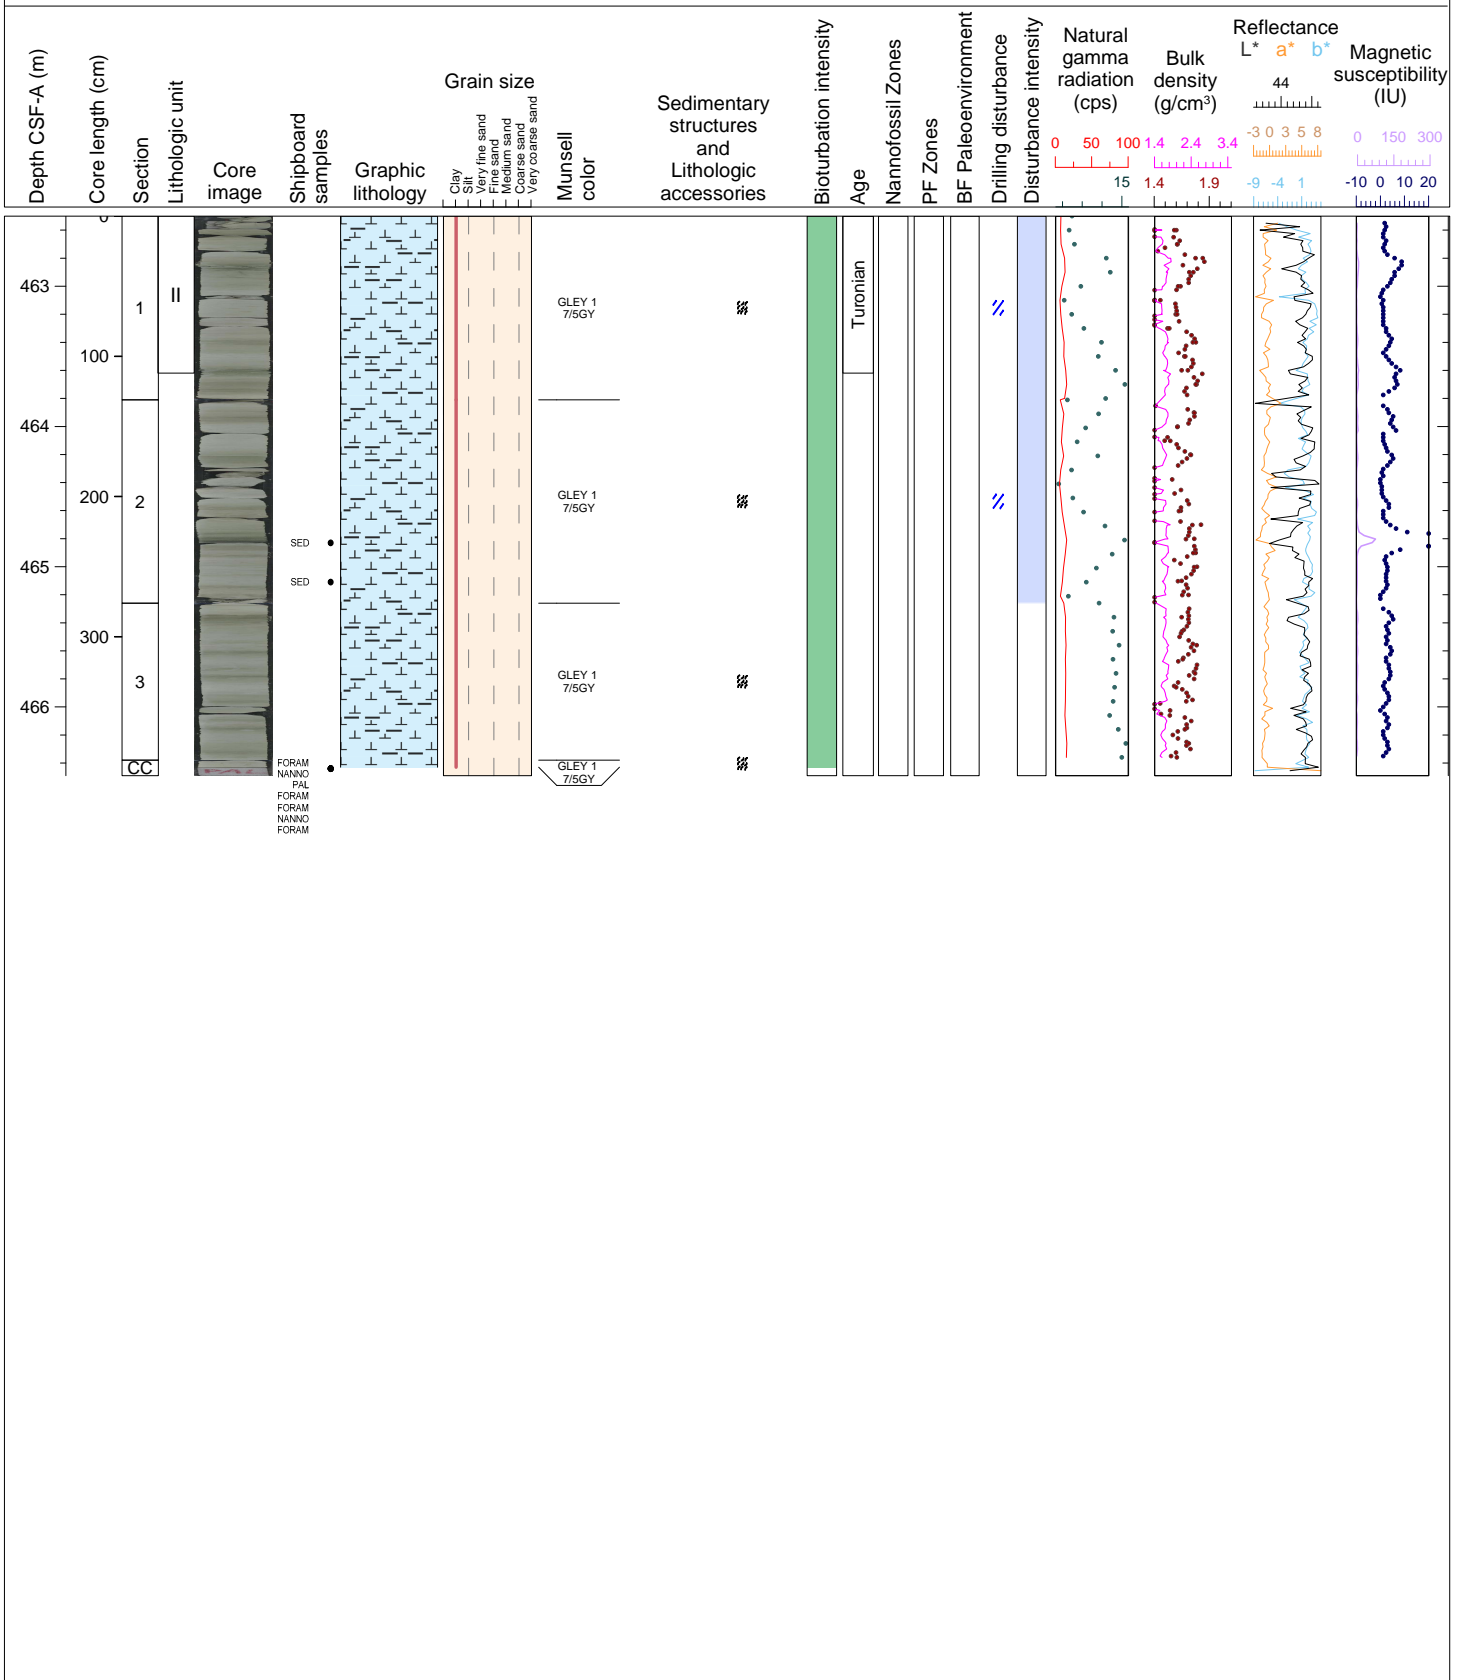 Depth CSF-A (m)
Core length (cm)
Section
Lithologic unit
Core
image
Shipboard
samples
Graphic
lithology
Grain size
Clay
Silt
Very fine sand
Fine sand
Medium sand
Coarse sand
Very coarse sand
Munsell
color
Sedimentary
structures
and
Lithologic
accessories
Bioturbation intensity
Age
Nannofossil Zones
PF Zones
BF Paleoenvironment
Drilling disturbance
Disturbance intensity
Natural
gamma
radiation
(cps)
0 50 100
15
Bulk
density
(g/cm³)
1.4 2.4 3.4
1.4 1.9
Reflectance
L* a* b*
44
-3 0 3 5 8
-9 -4 1
Magnetic
susceptibility
(IU)
0 150 300
-10 0 10 20
0
463
100
464
200
465
300
466
1
2
3
CC
II
SED
SED
FORAM
NANNO
PAL
FORAM
FORAM
NANNO
FORAM
PAL
GLEY 1
7/5GY
GLEY 1
7/5GY
GLEY 1
7/5GY
GLEY 1
7/5GY
Turonian